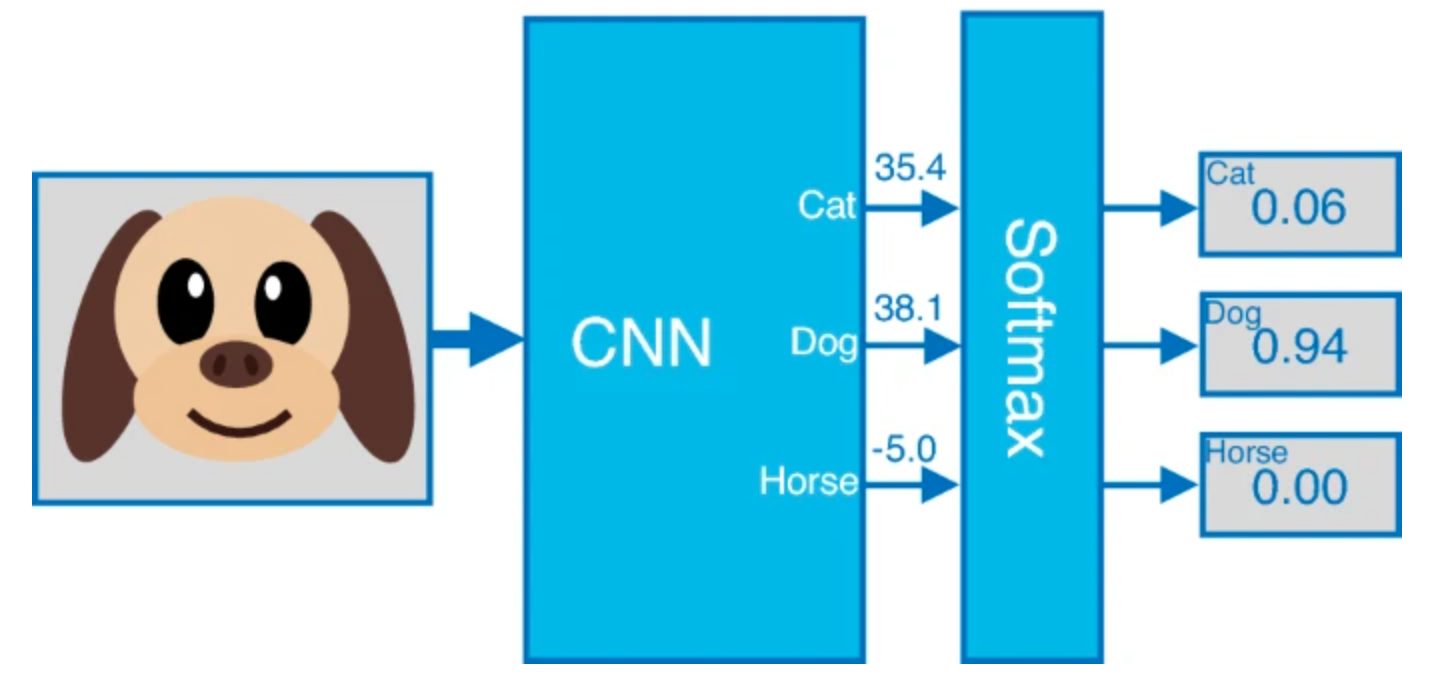 CNN
Cat
35.4
Dog
38.1
Horse
-5.0
Softmax
Cat
0.06
Dog
0.94
Horse
0.00